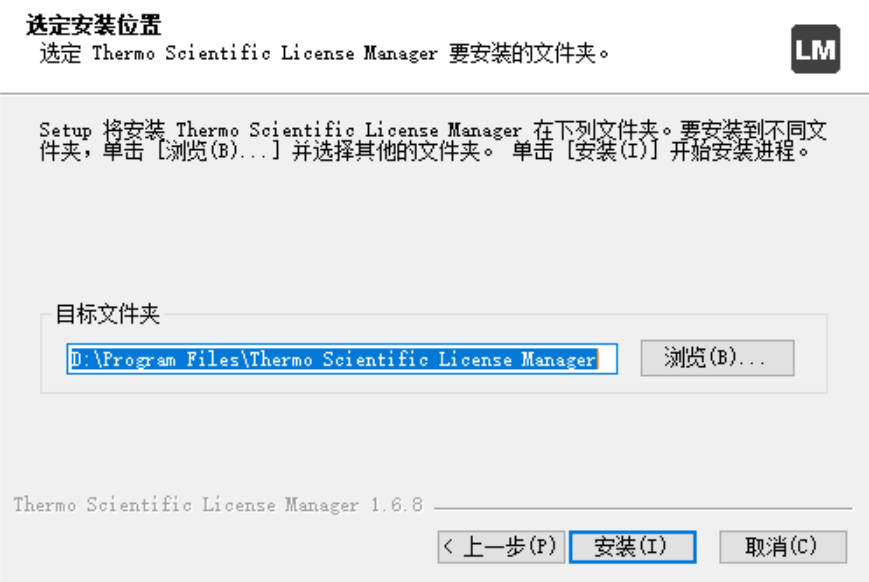 选定安装位置
选定 Thermo Scientific License Manager 要安装的文件夹。
LM
Setup 将安装 Thermo Scientific License Manager 在下列文件夹。要安装到不同文
件夹，单击 [浏览(B)...] 并选择其他的文件夹。 单击 [安装(I)] 开始安装进程。
目标文件夹
D:\Program Files\Thermo Scientific License Manager
浏览(B)...
Thermo Scientific License Manager 1.6.8
< 上一步(P)
安装(I)
取消(C)